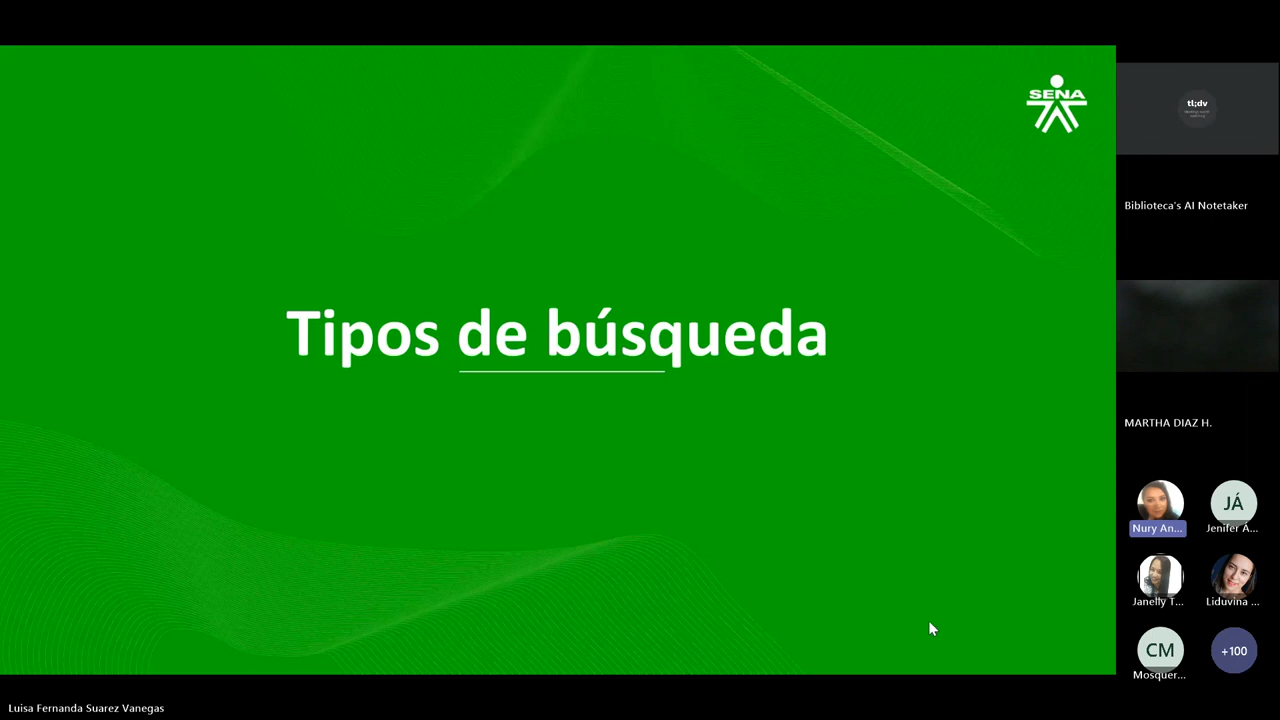 SENA
Tipos de búsqueda
tl;dv
Biblioteca's AI Notetaker
MARTHA DIAZ H.
JÁ
Nury An...
Jenifer Á...
Janelly T...
Liduvina ...
CM
+100
Mosquer...
Luisa Fernanda Suarez Vanegas